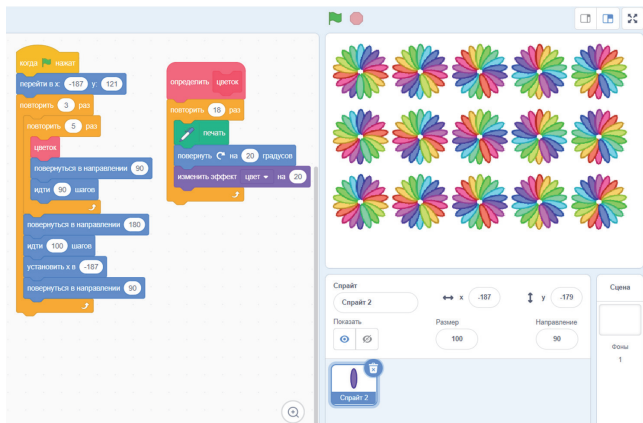 когда нажат
перейти в x: -187 y: 121
повторить 3 раз
повторить 5 раз
цветок
повернуться в направлении 90
идти 90 шагов
повернуться в направлении 180
идти 100 шагов
установить x в -187
повернуться в направлении 90
определить цветок
повторить 18 раз
печать
повернуть на 20 градусов
изменить эффект цвет на 20
Спрайт
Спрайт 2
x -187
y -179
Показать
Размер
100
Направление
90
Спрайт 2
Сцена
Фоны
1